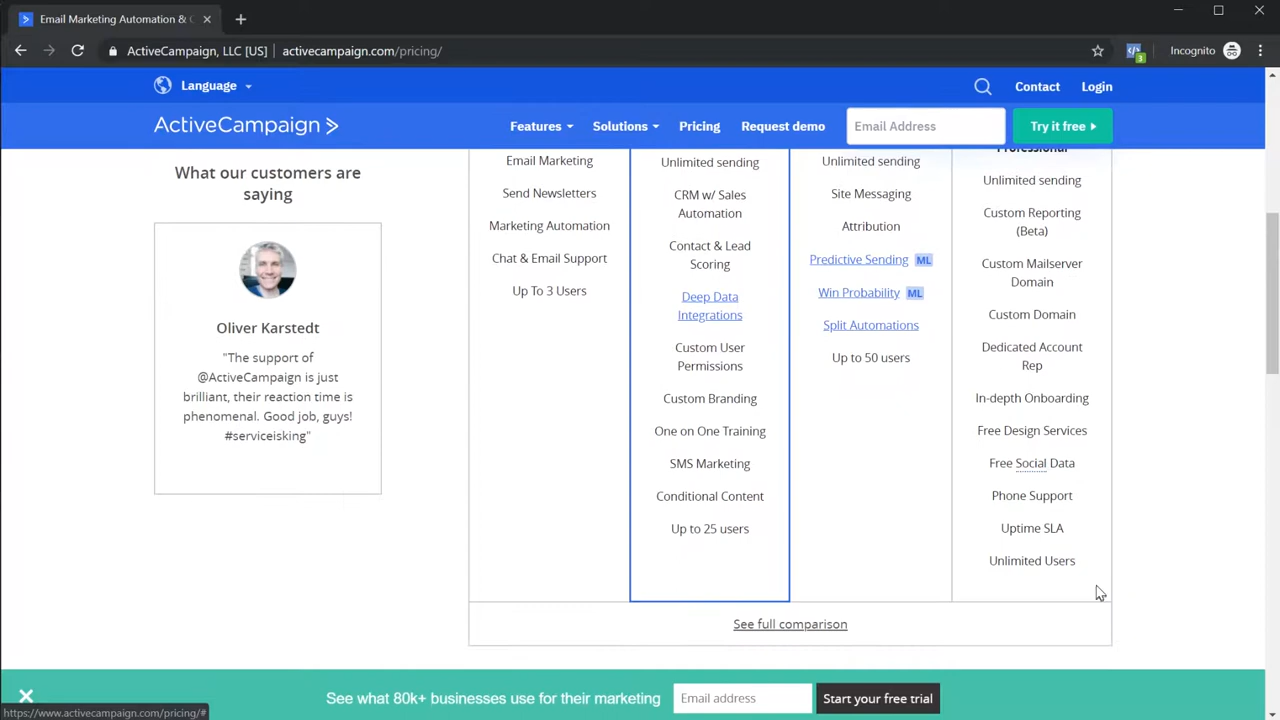 Email Marketing Automation &
ActiveCampaign, LLC [US]
activecampaign.com/pricing/
3
Incognito
Language
Contact
Login
ActiveCampaign >
Features
Solutions
Pricing
Request demo
Email Address
Try it free
What our customers are
saying
Oliver Karstedt
"The support of
@ActiveCampaign is just
brilliant, their reaction time is
phenomenal. Good job, guys!
#serviceisking"
Email Marketing
Send Newsletters
Marketing Automation
Chat & Email Support
Up To 3 Users
Unlimited sending
CRM w/ Sales
Automation
Contact & Lead
Scoring
Deep Data
Integrations
Custom User
Permissions
Custom Branding
One on One Training
SMS Marketing
Conditional Content
Up to 25 users
Unlimited sending
Site Messaging
Attribution
Predictive Sending ML
Win Probability ML
Split Automations
Up to 50 users
Professional
Unlimited sending
Custom Reporting
(Beta)
Custom Mailserver
Domain
Custom Domain
Dedicated Account
Rep
In-depth Onboarding
Free Design Services
Free Social Data
Phone Support
Uptime SLA
Unlimited Users
See full comparison
See what 80k+ businesses use for their marketing
Email address
Start your free trial
https://www.activecampaign.com/pricing/#